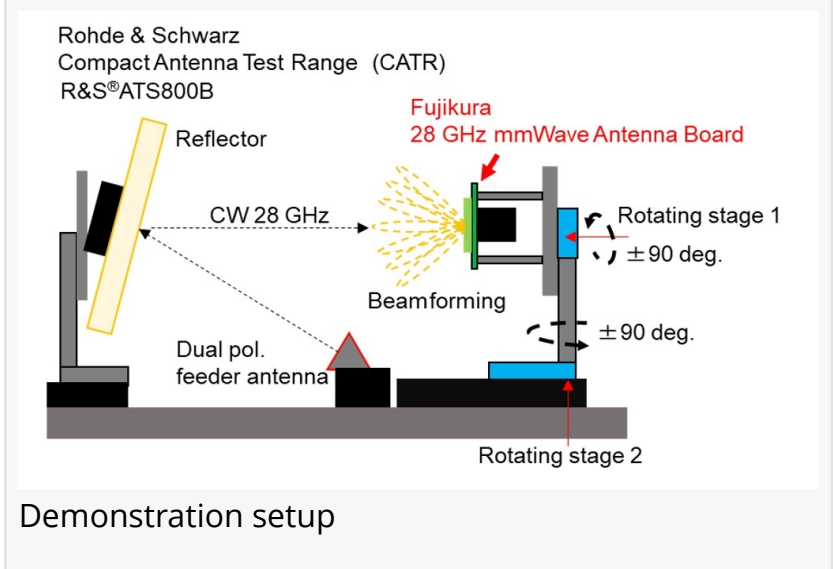 Rohde & Schwarz
Compact Antenna Test Range (CATR)
R&S®ATS800B
Fujikura
28 GHz mmWave Antenna Board
Reflector
CW 28 GHz
Rotating stage 1
±90 deg.
Beamforming
±90 deg.
Dual pol.
feeder antenna
Rotating stage 2
Demonstration setup